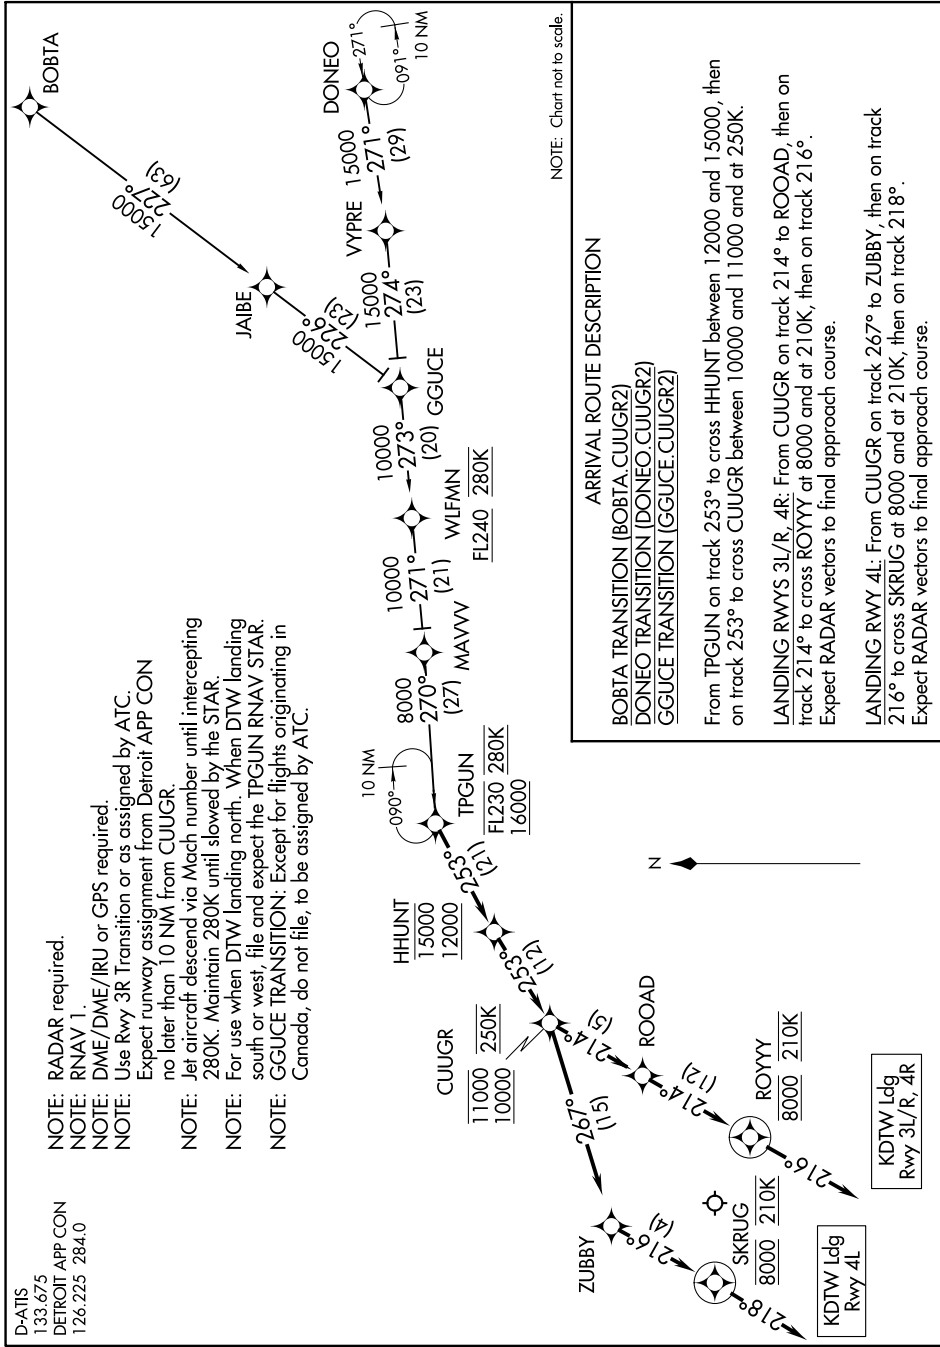 D-ATIS
133.675
DETROIT APP CON
126.225 284.0
NOTE: RADAR required.
NOTE: RNAV 1.
NOTE: DME/DME/IRU or GPS required.
NOTE: Use Rwy 3R Transition or as assigned by ATC.
Expect runway assignment from Detroit APP CON
no later than 10 NM from CUUGR.
NOTE: Jet aircraft descend via Mach number until intercepting
280K. Maintain 280K until slowed by the STAR.
NOTE: For use when DTW landing north. When DTW landing
south or west, file and expect the TPGUN RNAV STAR.
NOTE: GGUCE TRANSITION: Except for flights originating in
Canada, do not file, to be assigned by ATC.
BOBTA
15000
227°
(63)
JAIBE
15000
226°
(23)
DONEO
271°
091°
10 NM
15000
271°
(29)
VYPRE
15000
274°
(23)
GGUCE
10000
273°
(20)
WLFMN
FL240 280K
10000
271°
(21)
MAVVV
8000
270°
(27)
10 NM
090°
TPGUN
FL230 280K
16000
253°
(21)
HHUNT
15000
12000
253°
(12)
CUUGR
11000 250K
10000
214°
(5)
ROOAD
214°
(12)
ROYYY
8000 210K
216°
KDTW Ldg
Rwy 3L/R, 4R
267°
(15)
ZUBBY
216°
(4)
SKRUG
8000 210K
218°
KDTW Ldg
Rwy 4L
N
NOTE: Chart not to scale.
ARRIVAL ROUTE DESCRIPTION
BOBTA TRANSITION (BOBTA.CUUGR2)
DONEO TRANSITION (DONEO.CUUGR2)
GGUCE TRANSITION (GGUCE.CUUGR2)
From TPGUN on track 253° to cross HHUNT between 12000 and 15000, then
on track 253° to cross CUUGR between 10000 and 11000 and at 250K.
LANDING RWYS 3L/R, 4R: From CUUGR on track 214° to ROOAD, then on
track 214° to cross ROYYY at 8000 and at 210K, then on track 216°.
Expect RADAR vectors to final approach course.
LANDING RWY 4L: From CUUGR on track 267° to ZUBBY, then on track
216° to cross SKRUG at 8000 and at 210K, then on track 218°.
Expect RADAR vectors to final approach course.